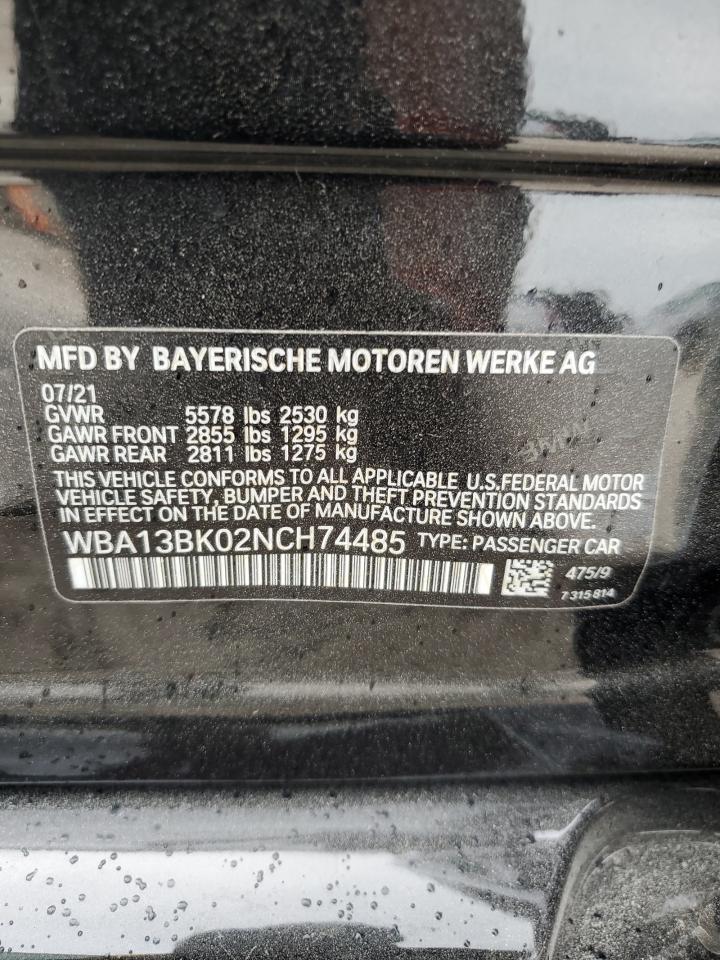 MFD BY BAYERISCHE MOTOREN WERKE AG
07/21
GVWR 5578 lbs 2530 kg
GAWR FRONT 2855 lbs 1295 kg
GAWR REAR 2811 lbs 1275 kg
THIS VEHICLE CONFORMS TO ALL APPLICABLE U.S.FEDERAL MOTOR
VEHICLE SAFETY, BUMPER AND THEFT PREVENTION STANDARDS
IN EFFECT ON THE DATE OF MANUFACTURE SHOWN ABOVE.
WBA13BK02NCH74485 TYPE: PASSENGER CAR
475/9
7 315 814